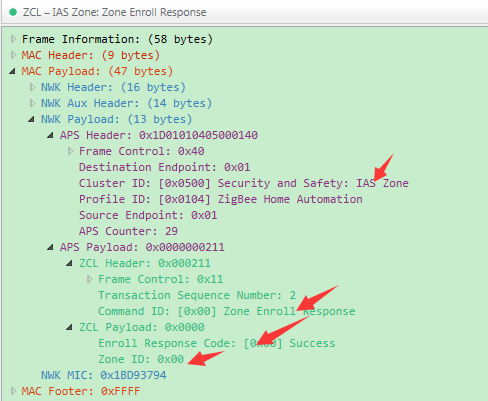 ZCL – IAS Zone: Zone Enroll Response
Frame Information: (58 bytes)
MAC Header: (9 bytes)
MAC Payload: (47 bytes)
NWK Header: (16 bytes)
NWK Aux Header: (14 bytes)
NWK Payload: (13 bytes)
APS Header: 0x1D01010405000140
Frame Control: 0x40
Destination Endpoint: 0x01
Cluster ID: [0x0500] Security and Safety: IAS Zone
Profile ID: [0x0104] ZigBee Home Automation
Source Endpoint: 0x01
APS Counter: 29
APS Payload: 0x0000000211
ZCL Header: 0x000211
Frame Control: 0x11
Transaction Sequence Number: 2
Command ID: [0x00] Zone Enroll Response
ZCL Payload: 0x0000
Enroll Response Code: [0x00] Success
Zone ID: 0x00
NWK MIC: 0x1BD93794
MAC Footer: 0xFFFF